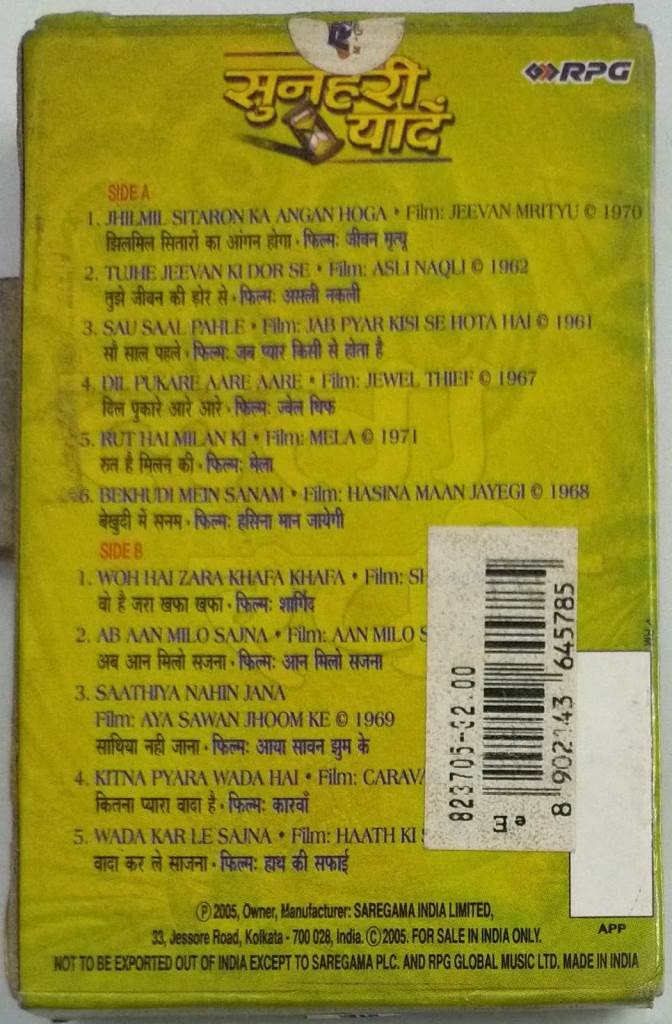 सुनहरी
यादें
RPG
SIDE A
1. JHILMIL SITARON KA ANGAN HOGA • Film: JEEVAN MRITYU © 1970
झिलमिल सितारों का आंगन होगा • फिल्म: जीवन मृत्यू
2. TUJHE JEEVAN KI DOR SE • Film: ASLI NAQLI © 1962
तुझे जीवन की डोर से • फिल्म: असली नकली
3. SAU SAAL PAHLE • Film: JAB PYAR KISI SE HOTA HAI © 1961
सौ साल पहले • फिल्म: जब प्यार किसी से होता है
4. DIL PUKARE AARE AARE • Film: JEWEL THIEF © 1967
दिल पुकारे आरे आरे • फिल्म: ज्वेल थिफ
5. RUT HAI MILAN KI • Film: MELA © 1971
रुत है मिलन की • फिल्म: मेला
6. BEKHUDI MEIN SANAM • Film: HASINA MAAN JAYEGI © 1968
बेखुदी में सनम • फिल्म: हसिना मान जायेगी
SIDE B
1. WOH HAI ZARA KHAFA KHAFA • Film: SH
वो है जरा खफा खफा • फिल्म: शार्गिद
2. AB AAN MILO SAJNA • Film: AAN MILO S
अब आन मिलो सजना • फिल्म: आन मिलो सजना
3. SAATHIYA NAHIN JANA
Film: AYA SAWAN JHOOM KE © 1969
साथिया नही जाना • फिल्म: आया सावन झुम के
4. KITNA PYARA WADA HAI • Film: CARAVA
कितना प्यारा वादा है • फिल्म: कारवाँ
5. WADA KAR LE SAJNA • Film: HAATH KI S
वादा कर ले साजना • फिल्म: हाथ की सफाई
823705-02.00
e E
8 902143 645785
Ⓟ 2005, Owner, Manufacturer: SAREGAMA INDIA LIMITED,
33, Jessore Road, Kolkata - 700 028, India. © 2005. FOR SALE IN INDIA ONLY.
APP
NOT TO BE EXPORTED OUT OF INDIA EXCEPT TO SAREGAMA PLC. AND RPG GLOBAL MUSIC LTD. MADE IN INDIA